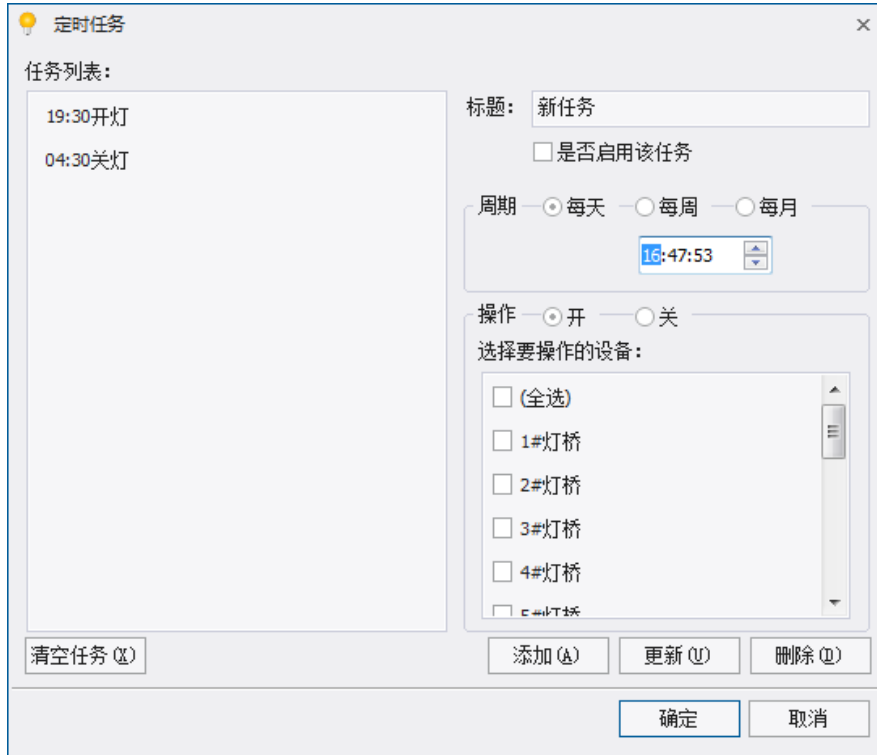 定时任务
任务列表:
19:30开灯
04:30关灯
标题: 新任务
是否启用该任务
周期 每天 每周 每月
16:47:53
操作 开 关
选择要操作的设备:
(全选)
1#灯桥
2#灯桥
3#灯桥
4#灯桥
5#灯桥
清空任务(X) 添加(A) 更新(U) 删除(D)
确定 取消